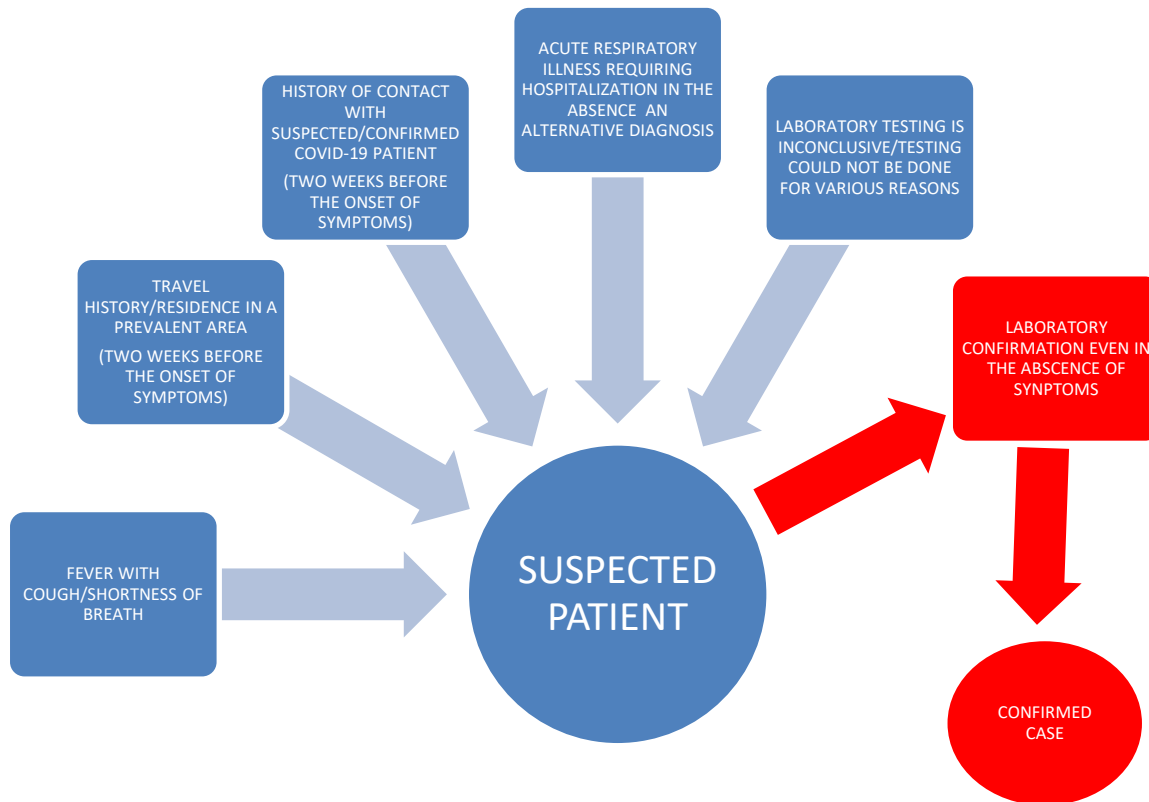 ACUTE RESPIRATORY
ILLNESS REQUIRING
HOSPITALIZATION IN THE
ABSENCE  AN
ALTERNATIVE DIAGNOSIS
HISTORY OF CONTACT
WITH
SUSPECTED/CONFIRMED
COVID-19 PATIENT
(TWO WEEKS BEFORE
THE ONSET OF
SYMPTOMS)
LABORATORY TESTING IS
INCONCLUSIVE/TESTING
COULD NOT BE DONE
FOR VARIOUS REASONS
TRAVEL
HISTORY/RESIDENCE IN A
PREVALENT AREA
(TWO WEEKS BEFORE
THE ONSET OF
SYMPTOMS)
LABORATORY
CONFIRMATION EVEN IN
THE ABSCENCE OF
SYNPTOMS
FEVER WITH
COUGH/SHORTNESS OF
BREATH
SUSPECTED
PATIENT
CONFIRMED
CASE